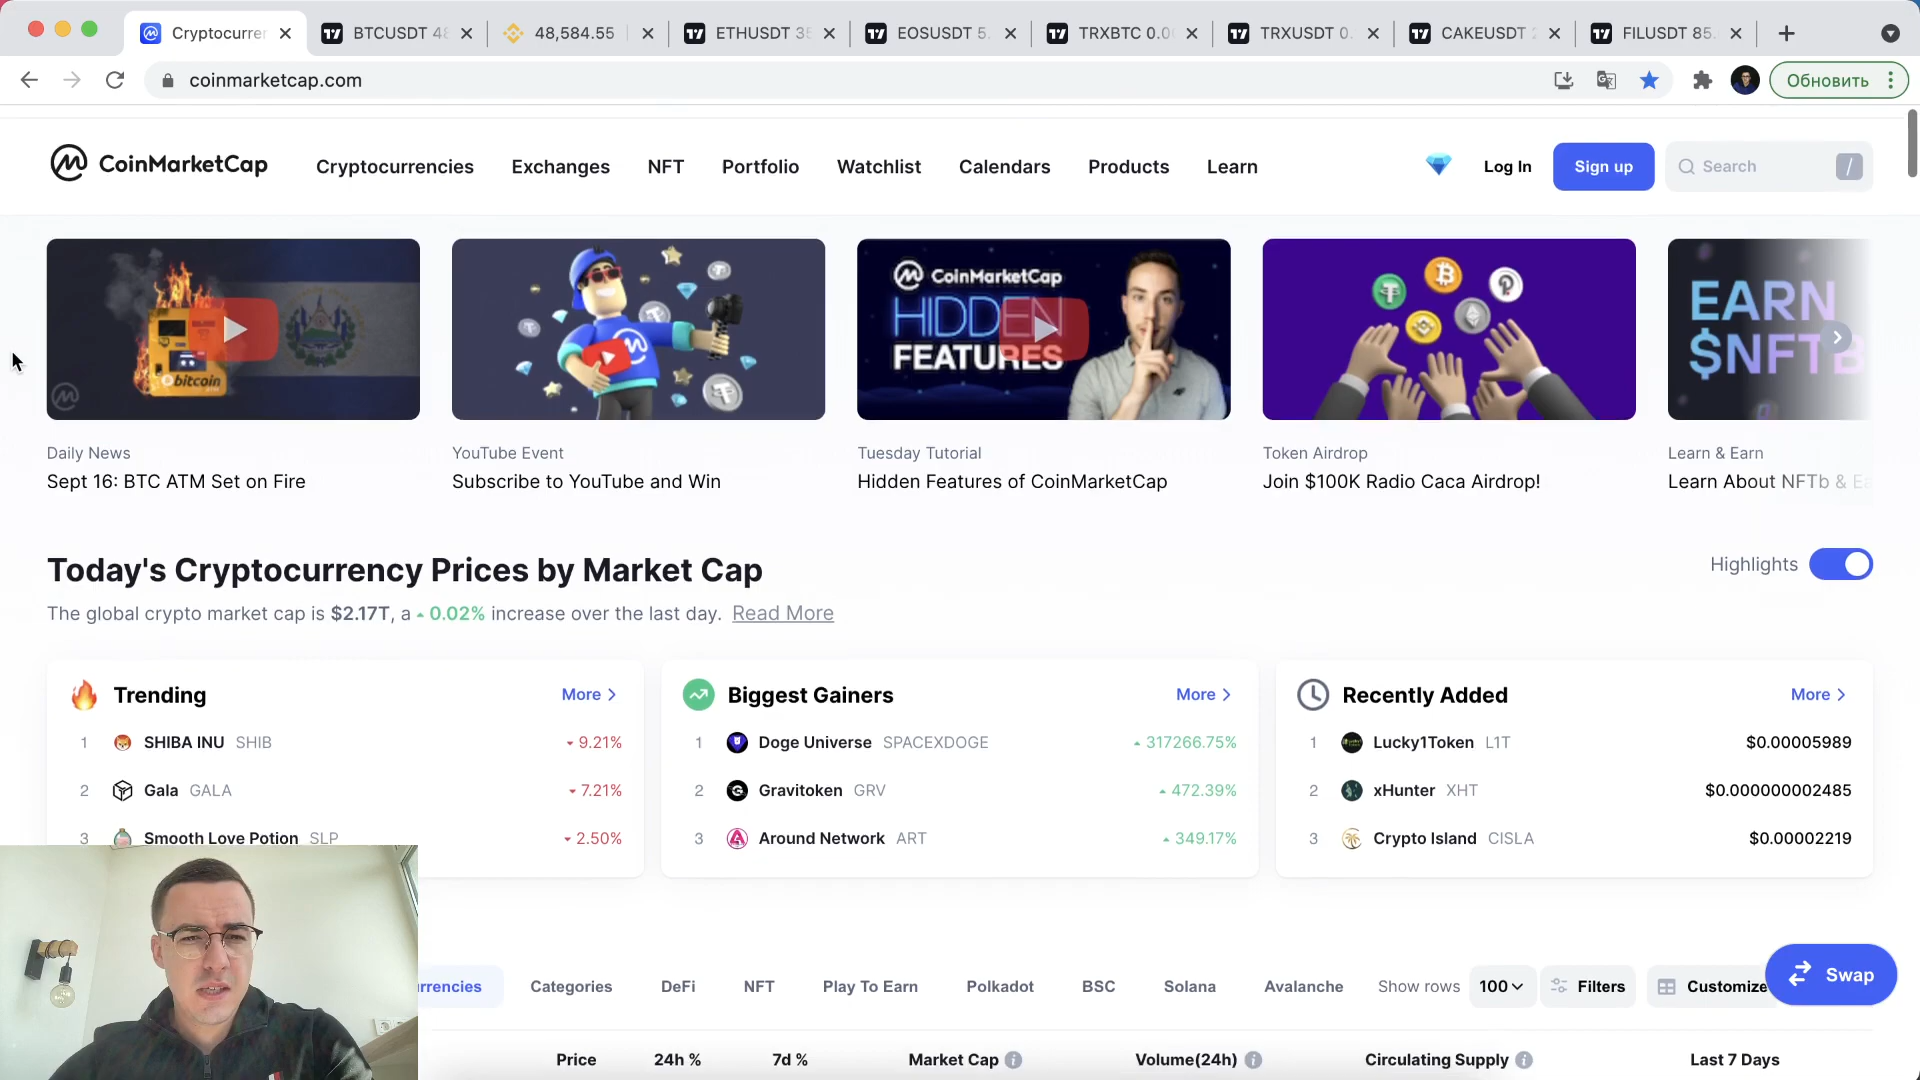 Cryptocurre
BTCUSDT 48
48,584.55
ETHUSDT 35
EOSUSDT 5.
TRXBTC 0.0
TRXUSDT 0.
CAKEUSDT 2
FILUSDT 85.
coinmarketcap.com
Обновить
CoinMarketCap
Cryptocurrencies
Exchanges
NFT
Portfolio
Watchlist
Calendars
Products
Learn
Log In
Sign up
Search
/
bitcoin
CoinMarketCap
HIDDEN
FEATURES
EARN
$NFTB
Daily News
Sept 16: BTC ATM Set on Fire
YouTube Event
Subscribe to YouTube and Win
Tuesday Tutorial
Hidden Features of CoinMarketCap
Token Airdrop
Join $100K Radio Caca Airdrop!
Learn & Earn
Learn About NFTb & Ea
Today's Cryptocurrency Prices by Market Cap
Highlights
The global crypto market cap is $2.17T, a 0.02% increase over the last day. Read More
Trending
More
1 SHIBA INU SHIB 9.21%
2 Gala GALA 7.21%
3 Smooth Love Potion SLP 2.50%
Biggest Gainers
More
1 Doge Universe SPACEXDOGE 317266.75%
2 Gravitoken GRV 472.39%
3 Around Network ART 349.17%
Recently Added
More
1 Lucky1Token L1T $0.00005989
2 xHunter XHT $0.000000002485
3 Crypto Island CISLA $0.00002219
rrencies
Categories
DeFi
NFT
Play To Earn
Polkadot
BSC
Solana
Avalanche
Show rows
100
Filters
Customize
Swap
Price
24h %
7d %
Market Cap
Volume(24h)
Circulating Supply
Last 7 Days